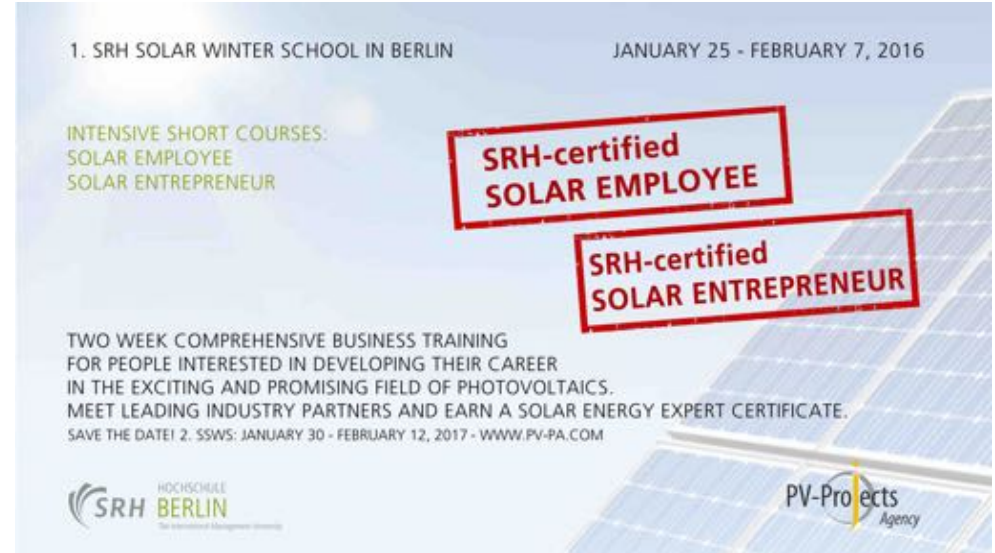 1. SRH SOLAR WINTER SCHOOL IN BERLIN
JANUARY 25 - FEBRUARY 7, 2016
INTENSIVE SHORT COURSES:
SOLAR EMPLOYEE
SOLAR ENTREPRENEUR
SRH-certified
SOLAR EMPLOYEE
SRH-certified
SOLAR ENTREPRENEUR
TWO WEEK COMPREHENSIVE BUSINESS TRAINING
FOR PEOPLE INTERESTED IN DEVELOPING THEIR CAREER
IN THE EXCITING AND PROMISING FIELD OF PHOTOVOLTAICS.
MEET LEADING INDUSTRY PARTNERS AND EARN A SOLAR ENERGY EXPERT CERTIFICATE.
SAVE THE DATE! 2. SSWS: JANUARY 30 - FEBRUARY 12, 2017 - WWW.PV-PA.COM
HOCHSCHULE
SRH BERLIN
The International Management University
PV-Projects
Agency